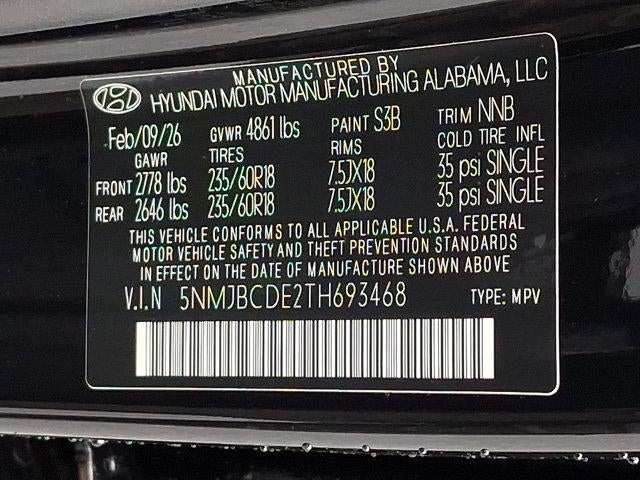 MANUFACTURED BY
HYUNDAI MOTOR MANUFACTURING ALABAMA, LLC
Feb/09/26 GVWR 4861 lbs PAINT S3B TRIM NNB
GAWR TIRES RIMS COLD TIRE INFL
FRONT 2778 lbs 235/60R18 7.5JX18 35 psi SINGLE
REAR 2646 lbs 235/60R18 7.5JX18 35 psi SINGLE
THIS VEHICLE CONFORMS TO ALL APPLICABLE U.S.A. FEDERAL
MOTOR VEHICLE SAFETY AND THEFT PREVENTION STANDARDS
IN EFFECT ON THE DATE OF MANUFACTURE SHOWN ABOVE
V.I.N 5NMJBCDE2TH693468 TYPE: MPV